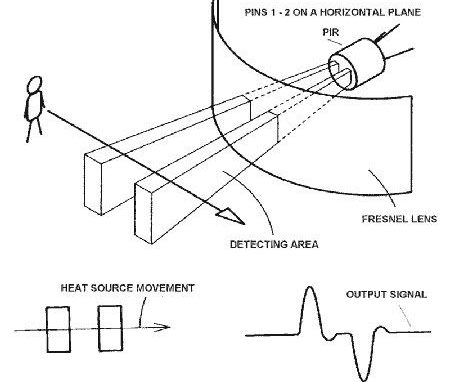 PINS 1 - 2 ON A HORIZONTAL PLANE
PIR
FRESNEL LENS
DETECTING AREA
HEAT SOURCE MOVEMENT
OUTPUT SIGNAL